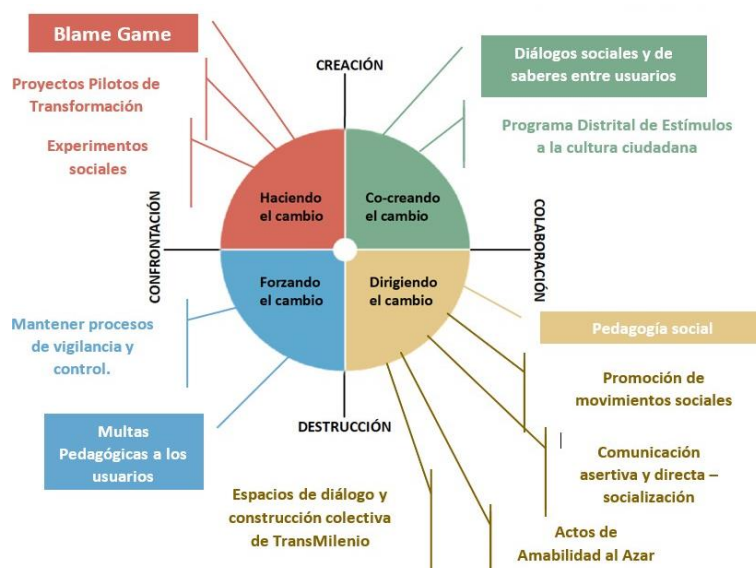 Blame Game
Proyectos Pilotos de
Transformación
Experimentos
sociales
CREACIÓN
Diálogos sociales y de
saberes entre usuarios
Programa Distrital de Estímulos
a la cultura ciudadana
Haciendo
el cambio
Co-creando
el cambio
CONFRONTACIÓN
COLABORACIÓN
Forzando
el cambio
Dirigiendo
el cambio
Mantener procesos
de vigilancia y
control.
Multas
Pedagógicas a los
usuarios
DESTRUCCIÓN
Pedagogía social
Promoción de
movimientos sociales
Comunicación
asertiva y directa –
socialización
Espacios de diálogo y
construcción colectiva
de TransMilenio
Actos de
Amabilidad al Azar